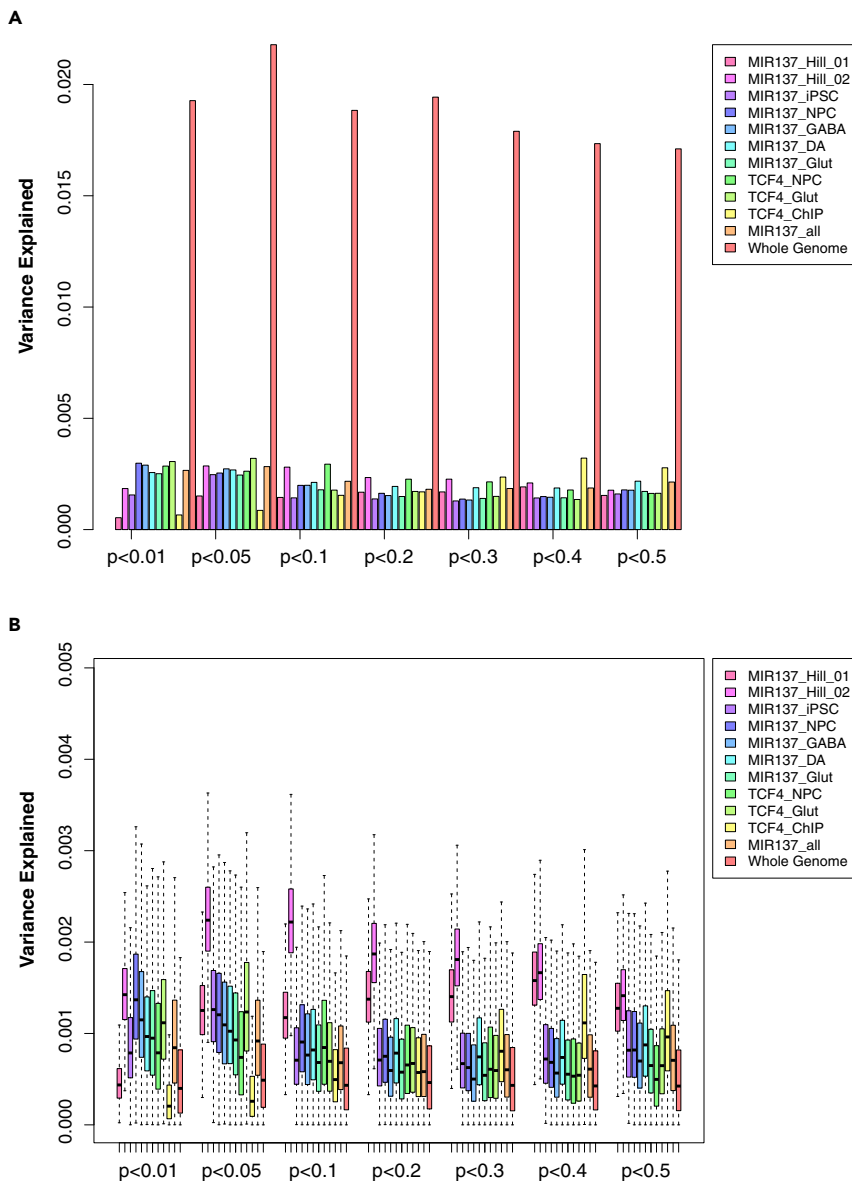 A
Variance Explained
0.020
0.015
0.010
0.005
0.000
p<0.01 p<0.05 p<0.1 p<0.2 p<0.3 p<0.4 p<0.5
MIR137_Hill_01
MIR137_Hill_02
MIR137_iPSC
MIR137_NPC
MIR137_GABA
MIR137_DA
MIR137_Glut
TCF4_NPC
TCF4_Glut
TCF4_ChIP
MIR137_all
Whole Genome
B
Variance Explained
0.005
0.004
0.003
0.002
0.001
0.000
p<0.01 p<0.05 p<0.1 p<0.2 p<0.3 p<0.4 p<0.5
MIR137_Hill_01
MIR137_Hill_02
MIR137_iPSC
MIR137_NPC
MIR137_GABA
MIR137_DA
MIR137_Glut
TCF4_NPC
TCF4_Glut
TCF4_ChIP
MIR137_all
Whole Genome